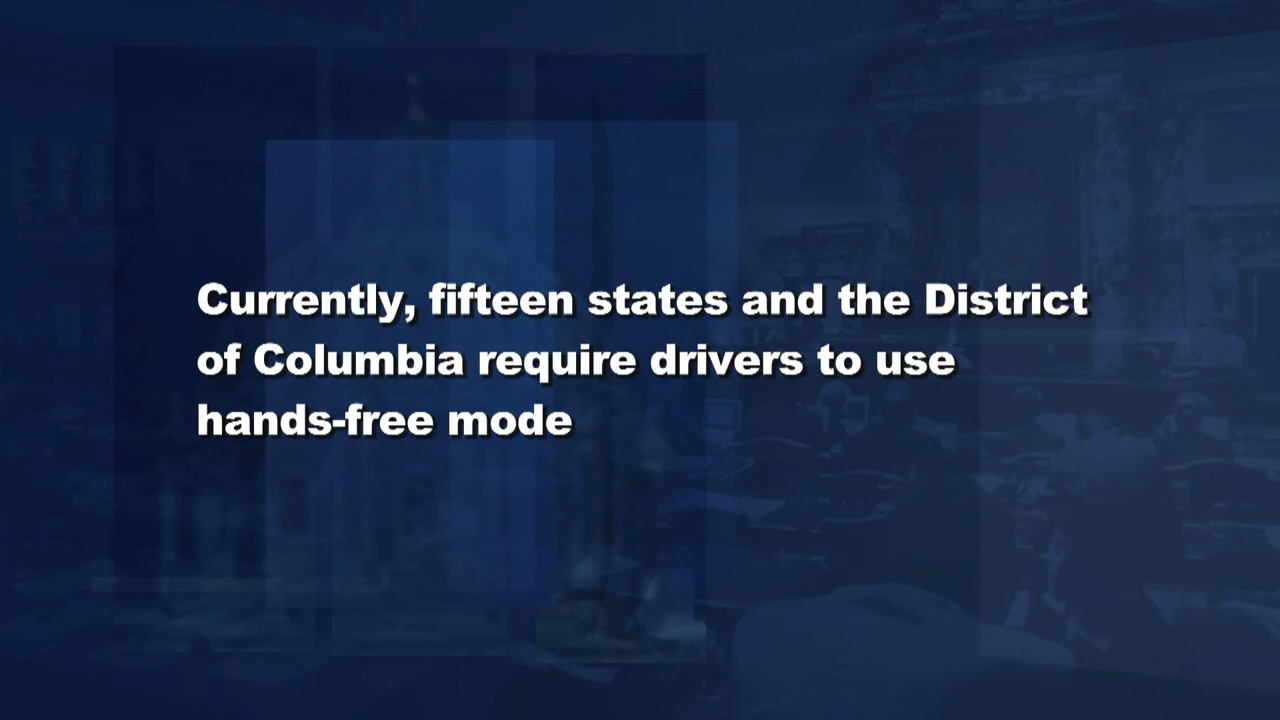 Currently, fifteen states and the District
of Columbia require drivers to use
hands-free mode